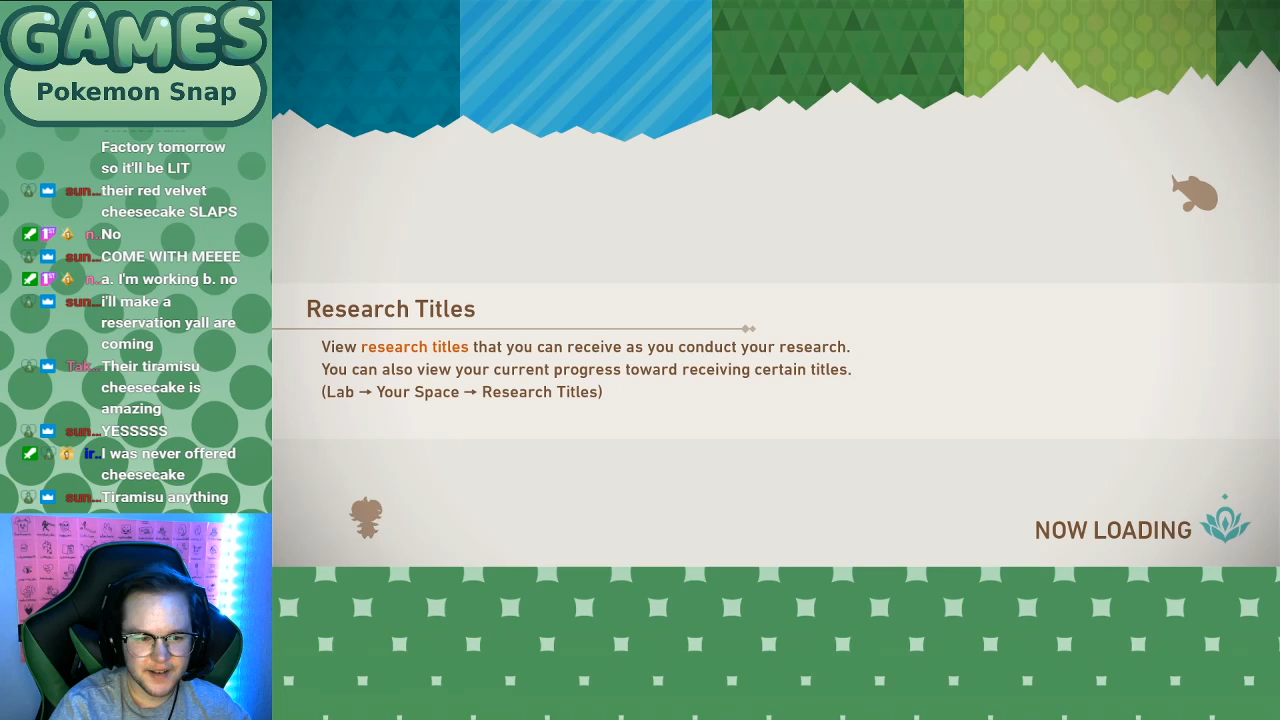 GAMES
Pokemon Snap
Factory tomorrow
so it'll be LIT
sun...their red velvet
cheesecake SLAPS
n..No
sun...COME WITH MEEEE
n..a. I'm working b. no
sun...i'll make a
reservation yall are
coming
Tak...Their tiramisu
cheesecake is
amazing
sun...YESSSSS
ir..I was never offered
cheesecake
sun...Tiramisu anything
Research Titles
View research titles that you can receive as you conduct your research.
You can also view your current progress toward receiving certain titles.
(Lab → Your Space → Research Titles)
NOW LOADING